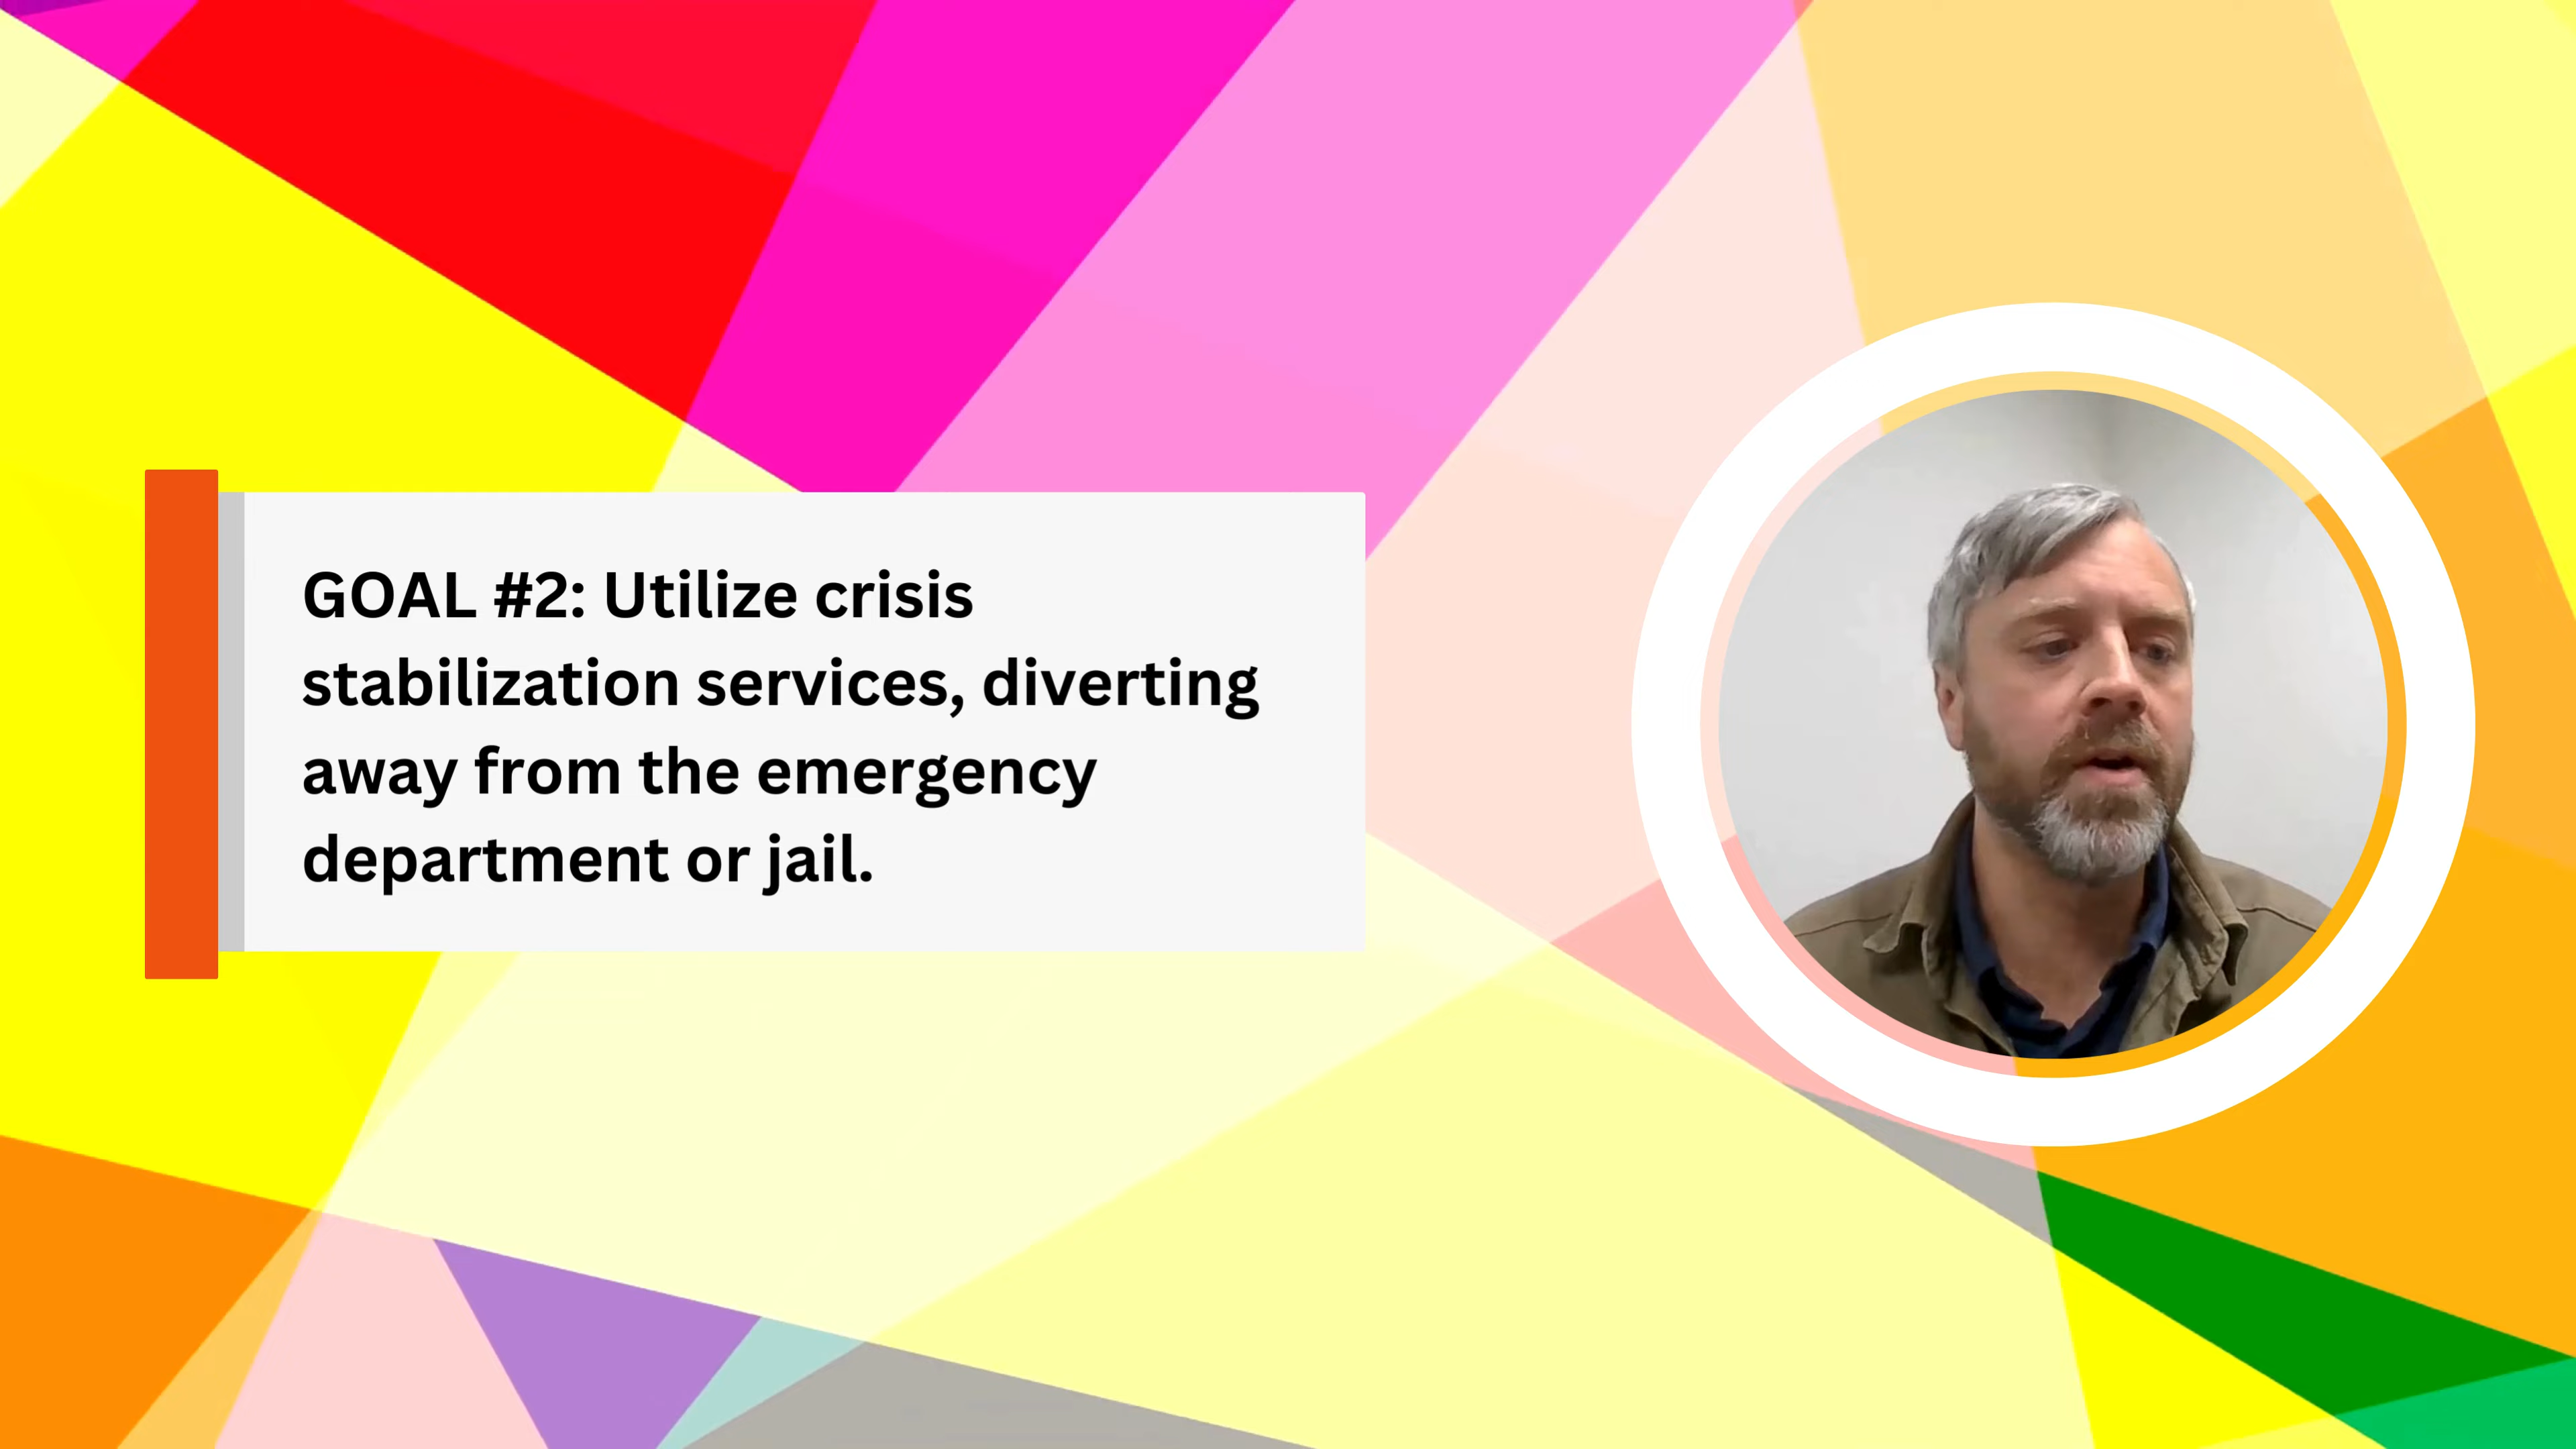 GOAL #2: Utilize crisis
stabilization services, diverting
away from the emergency
department or jail.